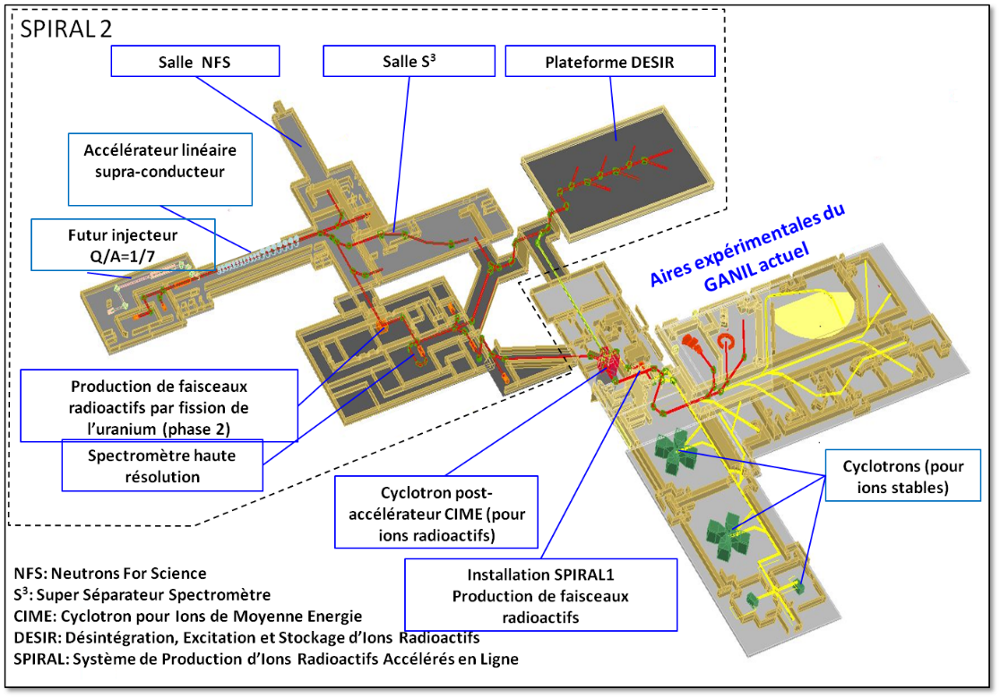 SPIRAL 2
Salle NFS
Salle S³
Plateforme DESIR
Accélérateur linéaire
supra-conducteur
Futur injecteur
Q/A=1/7
Aires expérimentales du
GANIL actuel
Production de faisceaux
radioactifs par fission de
l'uranium (phase 2)
Spectromètre haute
résolution
Cyclotron post-
accélérateur CIME (pour
ions radioactifs)
Installation SPIRAL1
Production de faisceaux
radioactifs
Cyclotrons (pour
ions stables)
NFS: Neutrons For Science
S³: Super Séparateur Spectromètre
CIME: Cyclotron pour Ions de Moyenne Energie
DESIR: Désintégration, Excitation et Stockage d'Ions Radioactifs
SPIRAL: Système de Production d'Ions Radioactifs Accélérés en Ligne